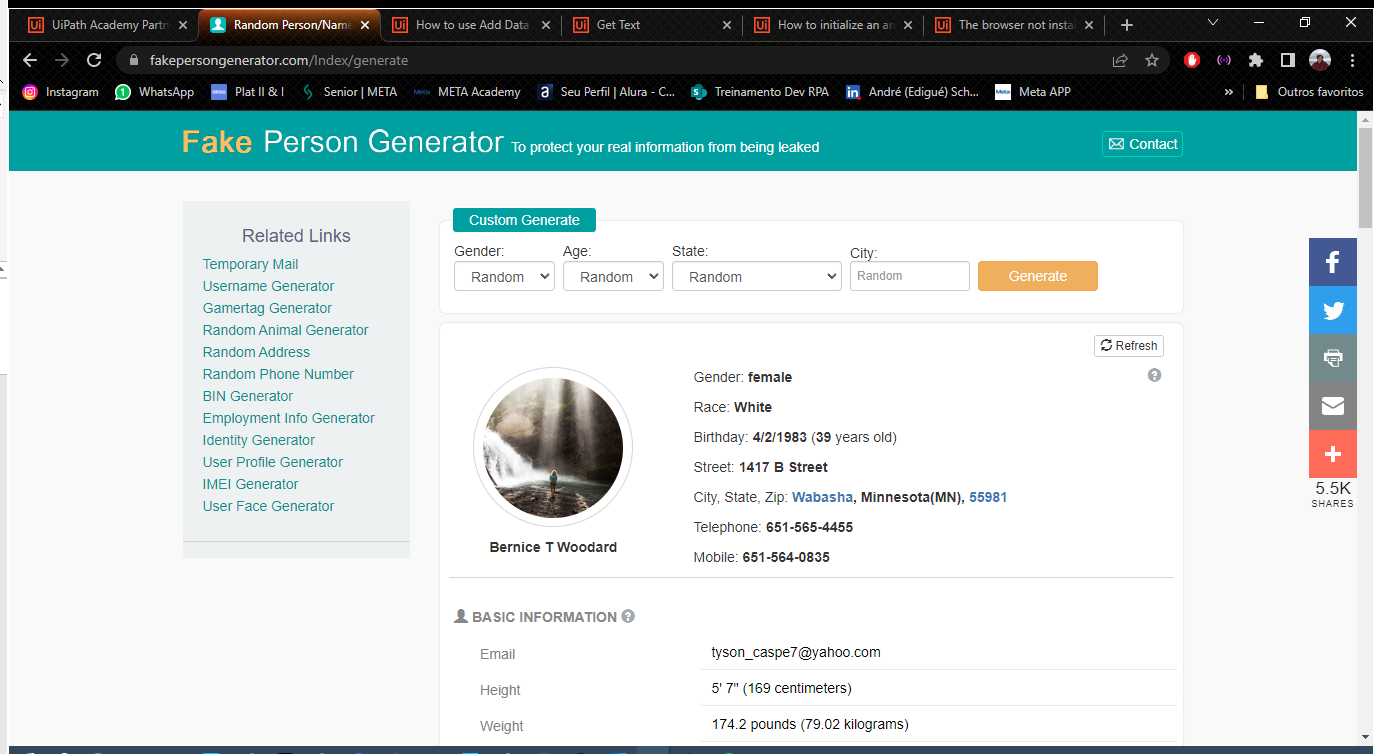 UiPath Academy Partn
Random Person/Name
How to use Add Data
Get Text
How to initialize an ar
The browser not instal
fakepersongenerator.com/Index/generate
Instagram
WhatsApp
Plat II & I
Senior | META
META Academy
Seu Perfil | Alura - C...
Treinamento Dev RPA
André (Edigué) Sch...
Meta APP
»
Outros favoritos
Fake Person Generator To protect your real information from being leaked
Contact
Related Links
Temporary Mail
Username Generator
Gamertag Generator
Random Animal Generator
Random Address
Random Phone Number
BIN Generator
Employment Info Generator
Identity Generator
User Profile Generator
IMEI Generator
User Face Generator
Custom Generate
Gender: Age: State: City:
Random Random Random Random Generate
Refresh
Gender: female
Race: White
Birthday: 4/2/1983 (39 years old)
Street: 1417 B Street
City, State, Zip: Wabasha, Minnesota(MN), 55981
Telephone: 651-565-4455
Mobile: 651-564-0835
Bernice T Woodard
BASIC INFORMATION
Email tyson_caspe7@yahoo.com
Height 5' 7" (169 centimeters)
Weight 174.2 pounds (79.02 kilograms)
5.5K
SHARES